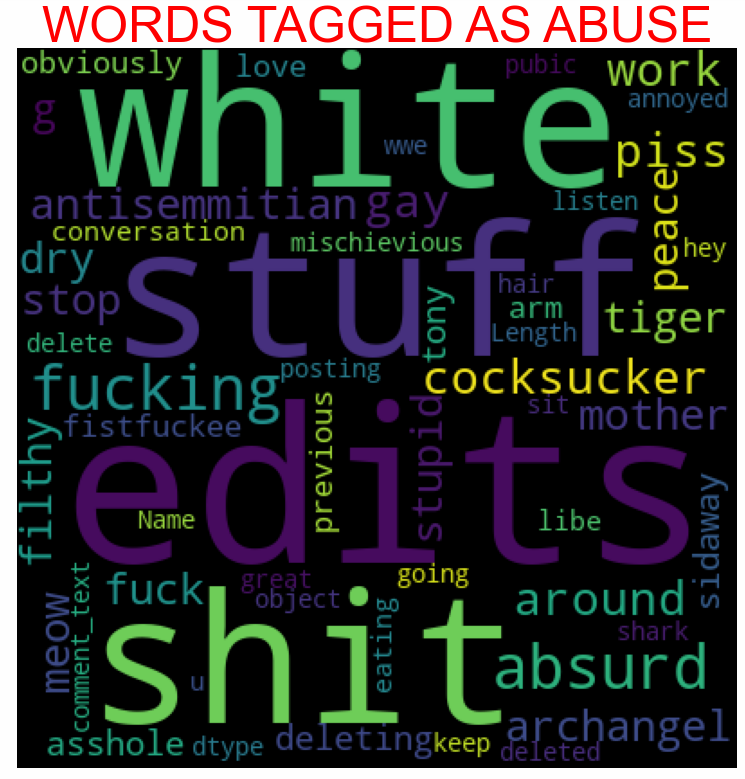 WORDS TAGGED AS ABUSE
obviously love pubic work
white
g annoyed
wwe piss
antisemmitian gay listen peace
conversation mischievious hey
dry stuff
stop hair
tony arm tiger
delete Length
posting
fucking cocksucker
sit mother
fistfuckee
filthy edits previous stupid
Name libe sidaway
going
fuck great
object around
meow comment_text shit eating shark
u absurd
archangel
asshole dtype deleting keep deleted